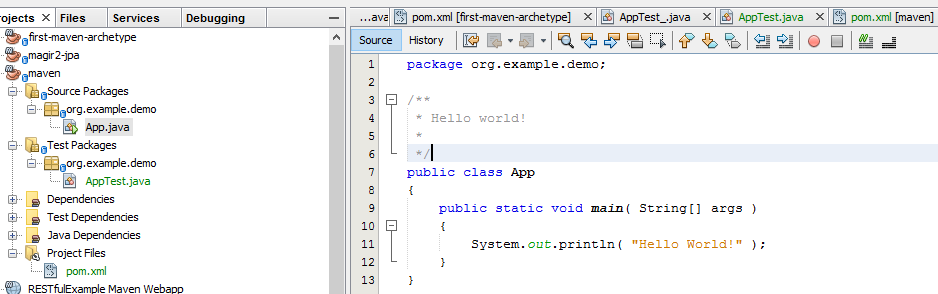 rojects × Files Services Debugging
first-maven-archetype
magir2-jpa
maven
Source Packages
org.example.demo
App.java
Test Packages
org.example.demo
AppTest.java
Dependencies
Test Dependencies
Java Dependencies
Project Files
pom.xml
RESTfulExample Maven Webapp
...ava pom.xml [first-maven-archetype] AppTest_.java AppTest.java pom.xml [maven]
Source History
1 package org.example.demo;
2
3 /**
4 * Hello world!
5 *
6 */
7 public class App
8 {
9 public static void main( String[] args )
10 {
11 System.out.println( "Hello World!" );
12 }
13 }